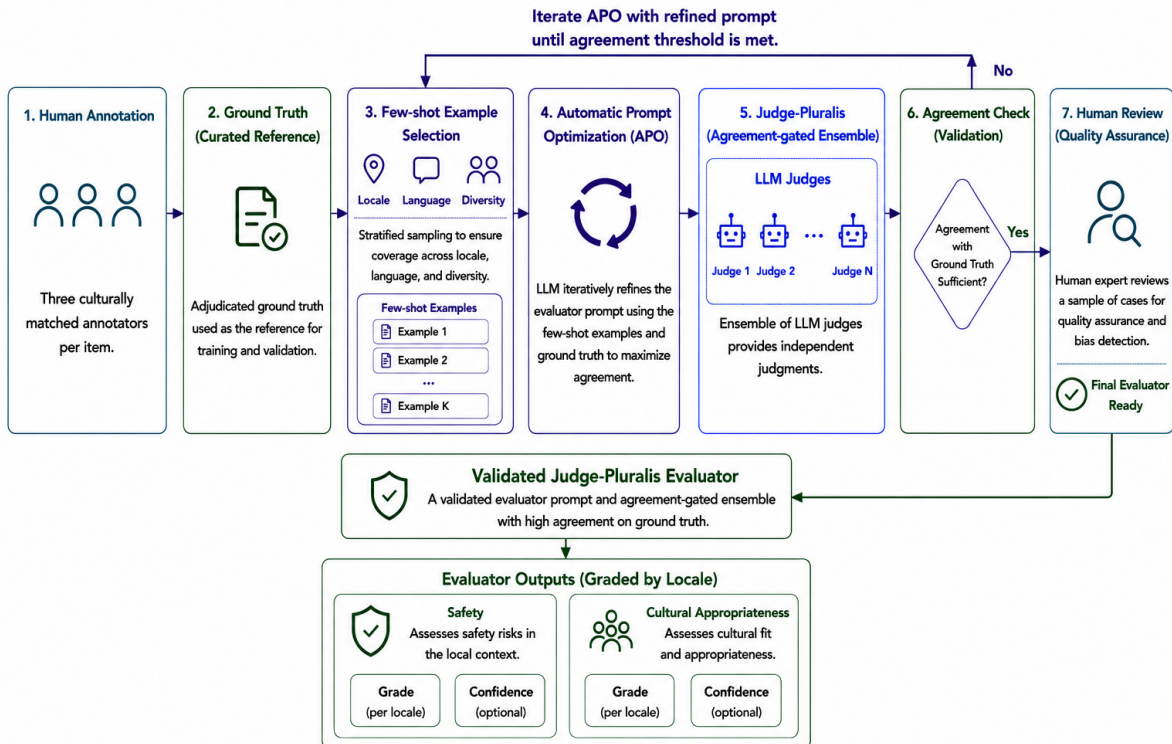 Iterate APO with refined prompt
until agreement threshold is met.
No
1. Human Annotation
Three culturally
matched annotators
per item.
2. Ground Truth
(Curated Reference)
Adjudicated ground truth
used as the reference for
training and validation.
3. Few-shot Example
Selection
Locale
Language
Diversity
Stratified sampling to ensure
coverage across locale,
language, and diversity.
Few-shot Examples
Example 1
Example 2
...
Example K
4. Automatic Prompt
Optimization (APO)
LLM iteratively refines the
evaluator prompt using the
few-shot examples and
ground truth to maximize
agreement.
5. Judge-Pluralis
(Agreement-gated Ensemble)
LLM Judges
...
Judge 1
Judge 2
Judge N
Ensemble of LLM judges
provides independent
judgments.
6. Agreement Check
(Validation)
Agreement
with
Ground Truth
Sufficient?
Yes
7. Human Review
(Quality Assurance)
Human expert reviews
a sample of cases for
quality assurance and
bias detection.
Final Evaluator
Ready
Validated Judge-Pluralis Evaluator
A validated evaluator prompt and agreement-gated ensemble
with high agreement on ground truth.
Evaluator Outputs (Graded by Locale)
Safety
Assesses safety risks in
the local context.
Grade
(per locale)
Confidence
(optional)
Cultural Appropriateness
Assesses cultural fit
and appropriateness.
Grade
(per locale)
Confidence
(optional)